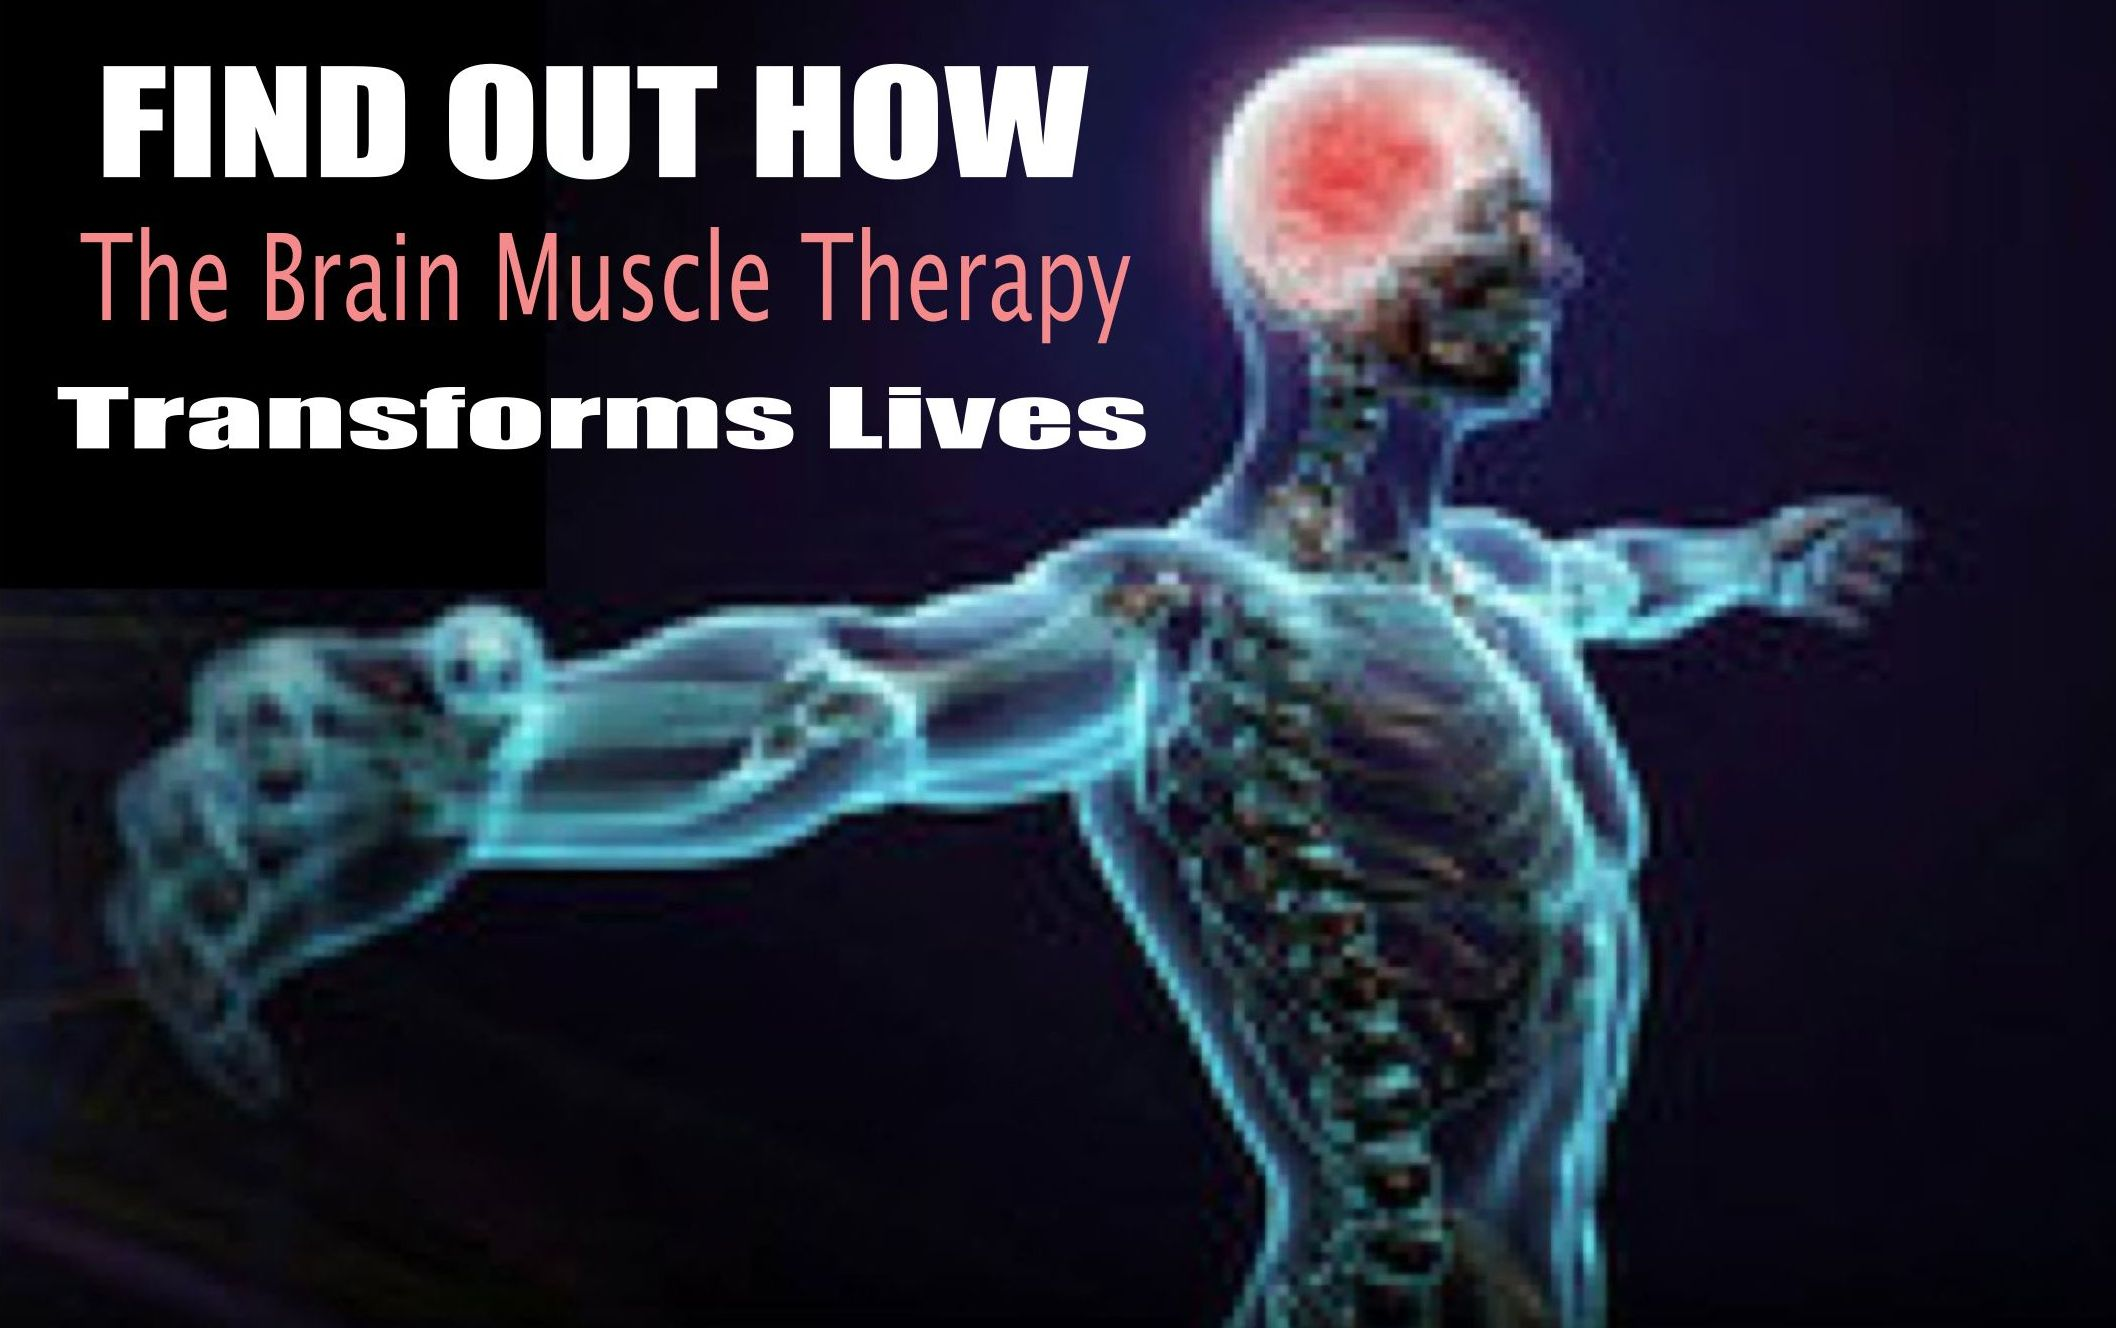 FIND OUT HOW
The Brain Muscle Therapy
Transforms Lives